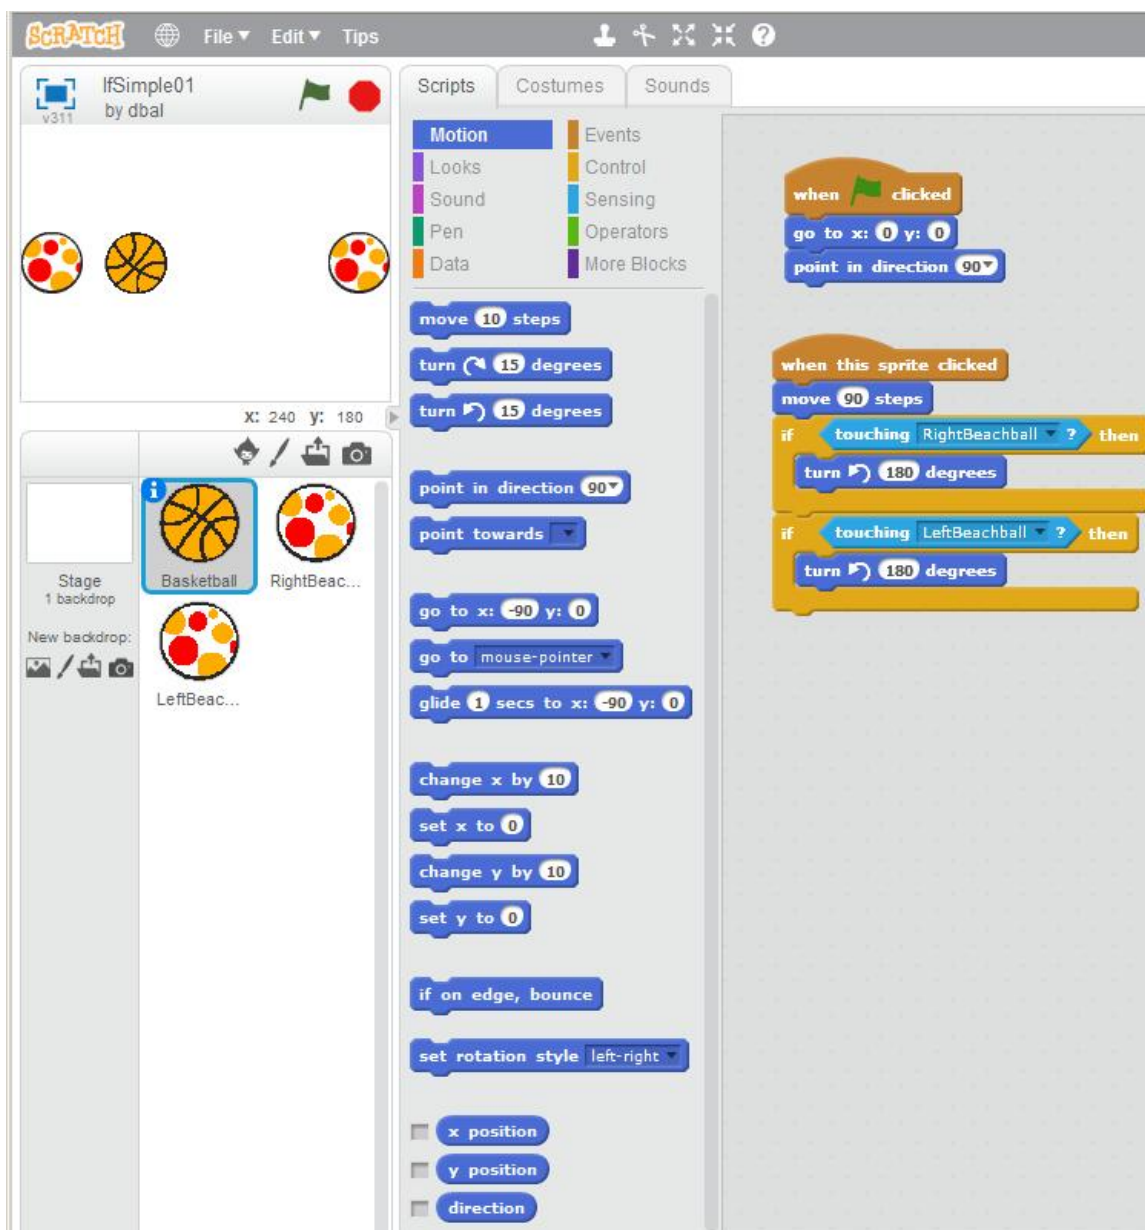 SCRATCH File Edit Tips ?
IfSimple01
by dbal
v311
X: 240 y: 180
i
Basketball
RightBeac...
Stage
1 backdrop
New backdrop:
LeftBeac...
Scripts Costumes Sounds
Motion Events
Looks Control
Sound Sensing
Pen Operators
Data More Blocks
move 10 steps
turn 15 degrees
turn 15 degrees
point in direction 90
point towards
go to x: -90 y: 0
go to mouse-pointer
glide 1 secs to x: -90 y: 0
change x by 10
set x to 0
change y by 10
set y to 0
if on edge, bounce
set rotation style left-right
x position
y position
direction
when clicked
go to x: 0 y: 0
point in direction 90
when this sprite clicked
move 90 steps
if touching RightBeachball ? then
turn 180 degrees
if touching LeftBeachball ? then
turn 180 degrees